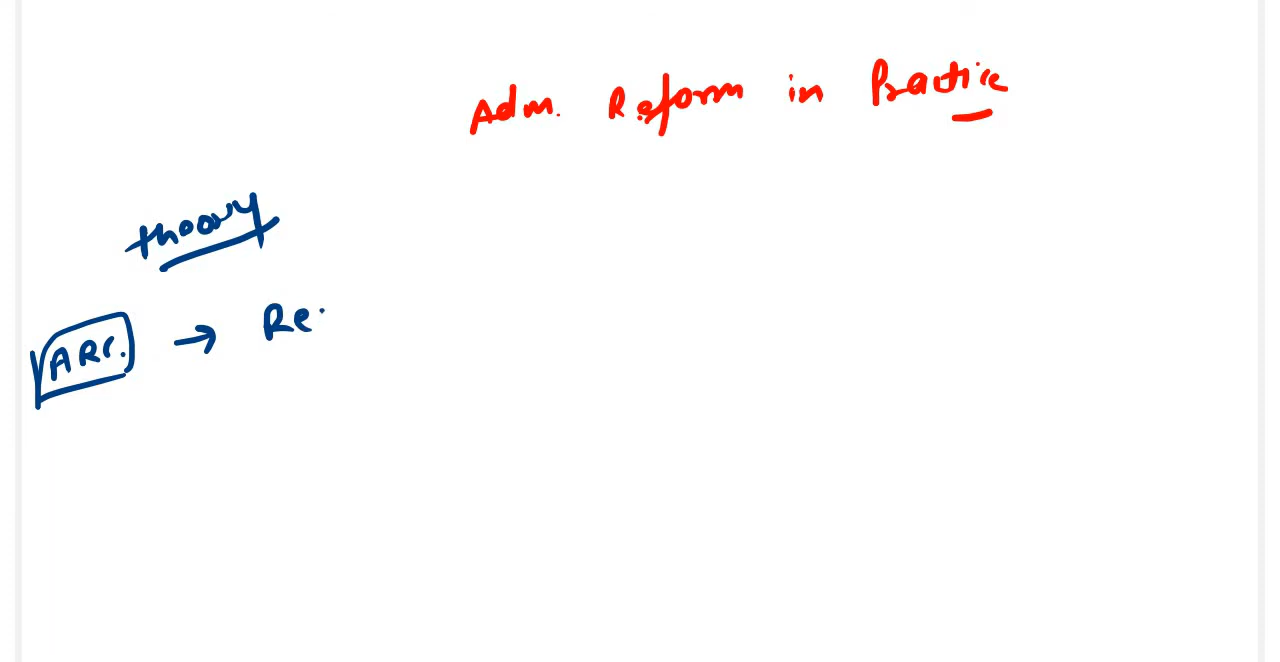 Adm. Reform in Practice
theory
ARC. → Re.